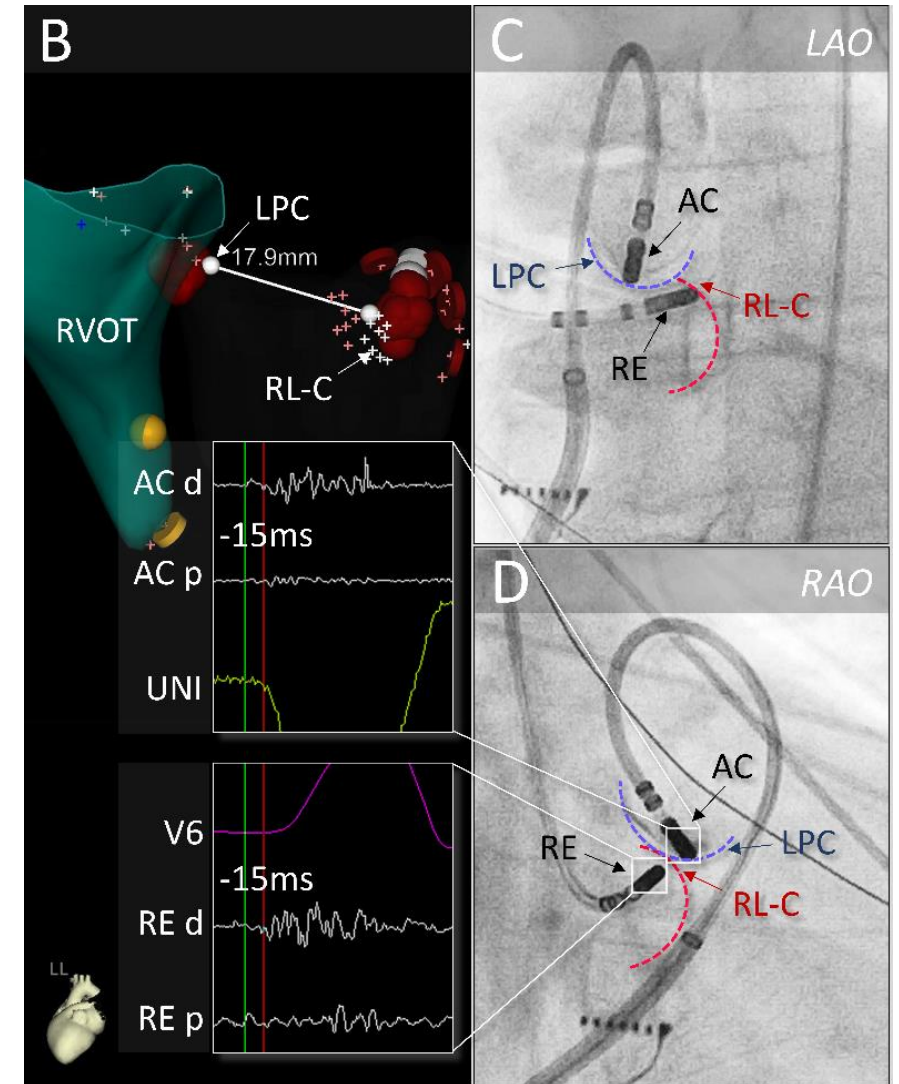 B
LPC
17.9mm
RVOT
RL-C
AC d
-15ms
AC p
UNI
V6
-15ms
RE d
RE p
LL
C
LAO
AC
LPC
RL-C
RE
D
RAO
AC
RE
LPC
RL-C